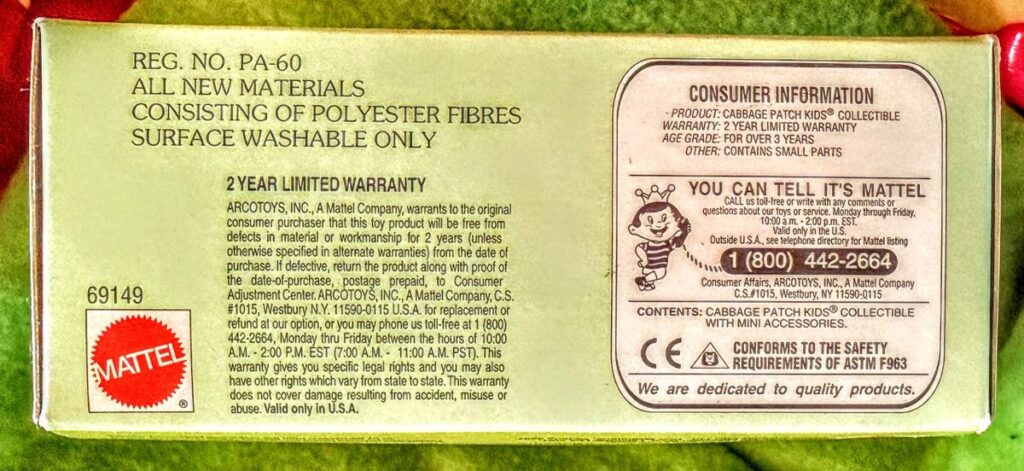 REG. NO. PA-60
ALL NEW MATERIALS
CONSISTING OF POLYESTER FIBRES
SURFACE WASHABLE ONLY
2 YEAR LIMITED WARRANTY
ARCOTOYS, INC., A Mattel Company, warrants to the original
consumer purchaser that this toy product will be free from
defects in material or workmanship for 2 years (unless
otherwise specified in alternate warranties) from the date of
purchase. If defective, return the product along with proof of
the date-of-purchase, postage prepaid, to Consumer
Adjustment Center. ARCOTOYS, INC., A Mattel Company, C.S.
#1015, Westbury N.Y. 11590-0115 U.S.A. for replacement or
refund at our option, or you may phone us toll-free at 1 (800)
442-2664, Monday thru Friday between the hours of 10:00
A.M. - 2:00 P.M. EST (7:00 A.M. - 11:00 A.M. PST). This
warranty gives you specific legal rights and you may also
have other rights which vary from state to state. This warranty
does not cover damage resulting from accident, misuse or
abuse. Valid only in U.S.A.
69149
MATTEL
®
CONSUMER INFORMATION
- PRODUCT: CABBAGE PATCH KIDS® COLLECTIBLE
WARRANTY: 2 YEAR LIMITED WARRANTY
AGE GRADE: FOR OVER 3 YEARS
OTHER: CONTAINS SMALL PARTS
YOU CAN TELL IT'S MATTEL
CALL us toll-free or write with any comments or
questions about our toys or service. Monday through Friday,
10:00 a.m. - 2:00 p.m. EST.
Valid only in the U.S.
Outside U.S.A., see telephone directory for Mattel listing
1 (800) 442-2664
Consumer Affairs, ARCOTOYS, INC., A Mattel Company
C.S.#1015, Westbury, NY 11590-0115
CONTENTS: CABBAGE PATCH KIDS® COLLECTIBLE
WITH MINI ACCESSORIES.
CE
CONFORMS TO THE SAFETY
REQUIREMENTS OF ASTM F963
We are dedicated to quality products.